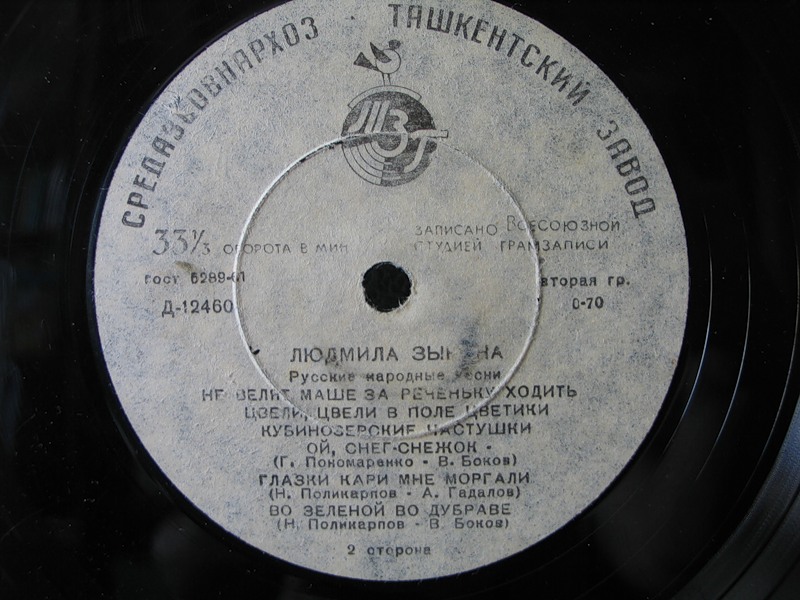 СРЕДАЗСОВНАРХОЗ ТАШКЕНТСКИЙ ЗАВОД
ТЗГ
33⅓ ОБОРОТА В МИН
ЗАПИСАНО ВСЕСОЮЗНОЙ
СТУДИЕЙ ГРАМЗАПИСИ
гост 5289-61
вторая гр.
Д-12460
0-70
ЛЮДМИЛА ЗЫКИНА
Русские народные песни
НЕ ВЕЛЯТ МАШЕ ЗА РЕЧЕНЬКУ ХОДИТЬ
ЦВЕЛИ, ЦВЕЛИ В ПОЛЕ ЦВЕТИКИ
КУБИНОЗЕРСКИЕ ЧАСТУШКИ
ОЙ, СНЕГ-СНЕЖОК -
(Г. Пономаренко - В. Боков)
ГЛАЗКИ КАРИ МНЕ МОРГАЛИ
(Н. Поликарпов - А. Гадалов)
ВО ЗЕЛЕНОЙ ВО ДУБРАВЕ
(Н. Поликарпов - В. Боков)
2 сторона